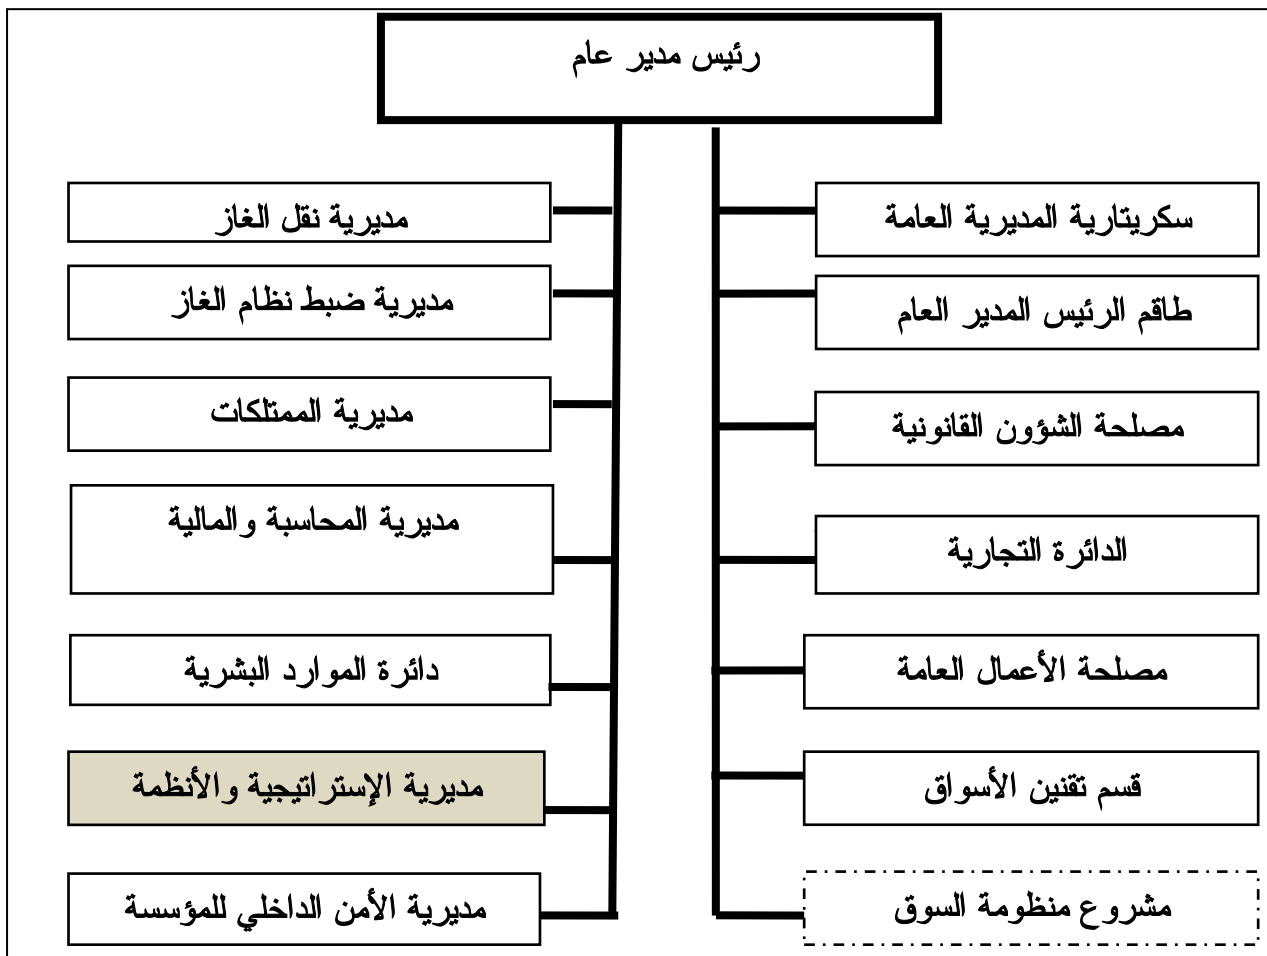 رئيس مدير عام
سكريتارية المديرية العامة
طاقم الرئيس المدير العام
مصلحة الشؤون القانونية
الدائرة التجارية
مصلحة الأعمال العامة
قسم تقنين الأسواق
مشروع منظومة السوق
مديرية نقل الغاز
مديرية ضبط نظام الغاز
مديرية الممتلكات
مديرية المحاسبة والمالية
دائرة الموارد البشرية
مديرية الإستراتيجية والأنظمة
مديرية الأمن الداخلي للمؤسسة